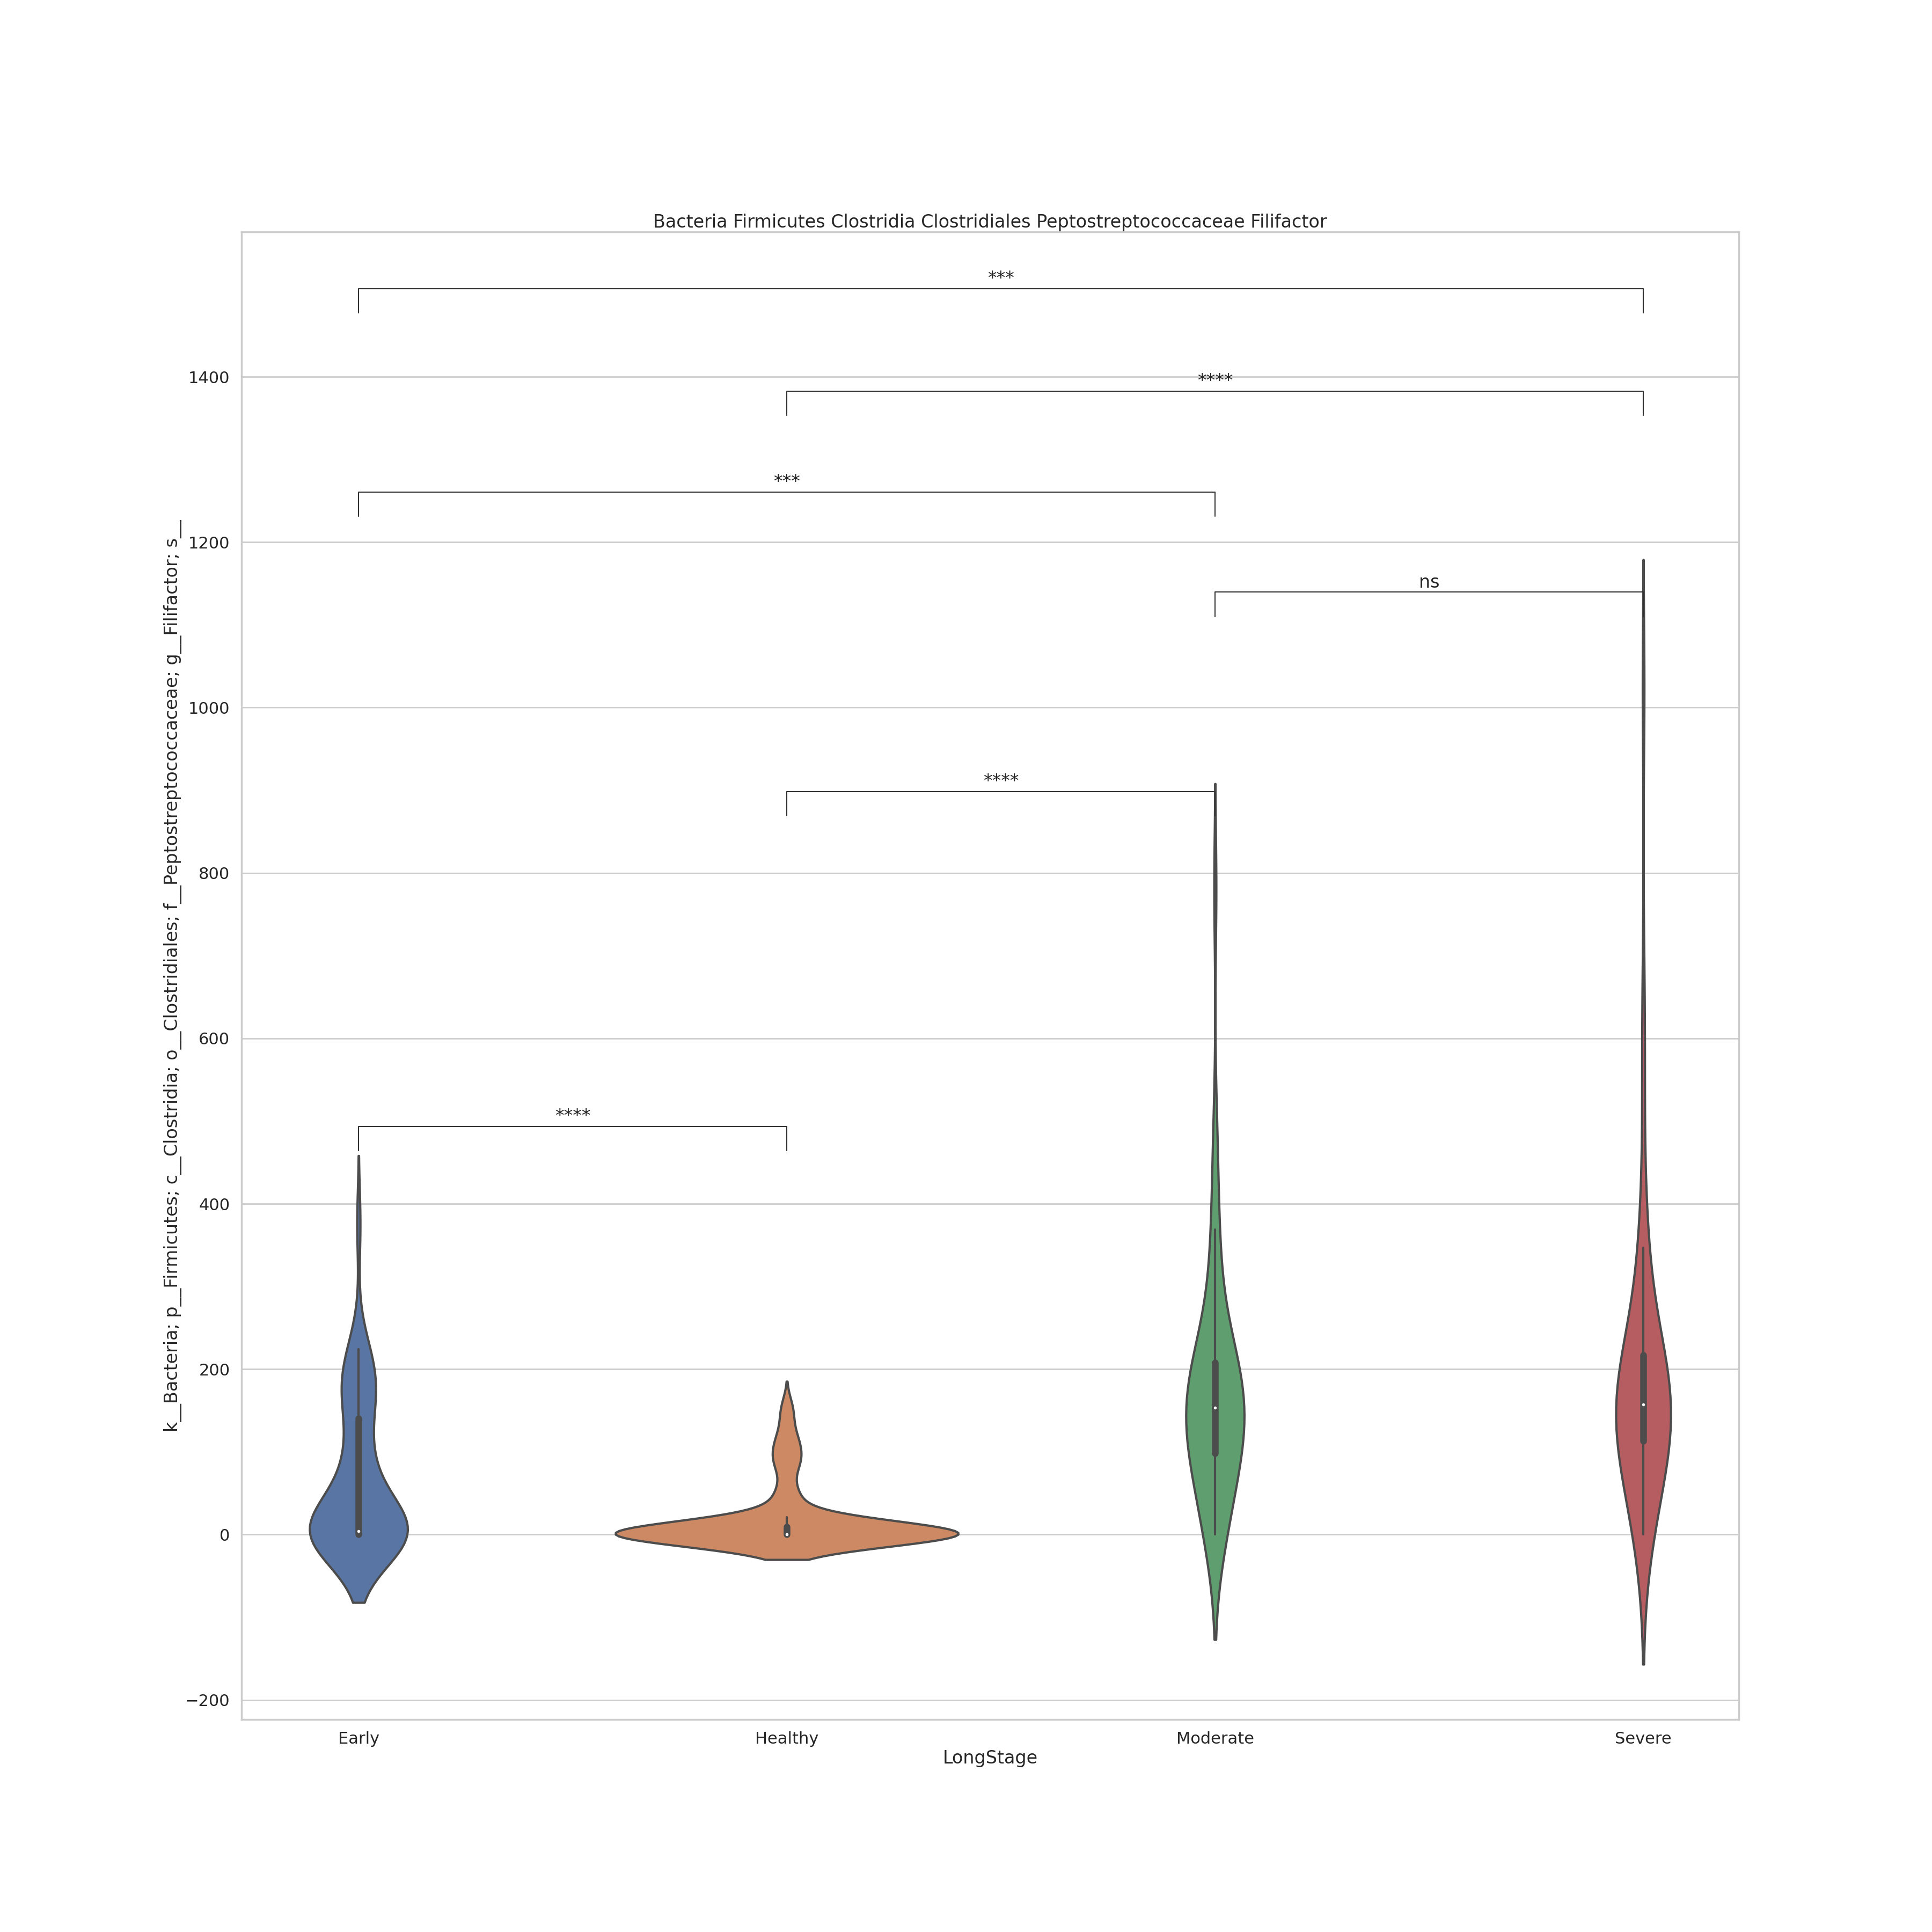 Bacteria Firmicutes Clostridia Clostridiales Peptostreptococcaceae Filifactor
k__Bacteria; p__Firmicutes; c__Clostridia; o__Clostridiales; f__Peptostreptococcaceae; g__Filifactor; s__
***
1400
****
***
1200
ns
1000
****
800
600
****
400
200
0
−200
Early
Healthy
Moderate
Severe
LongStage